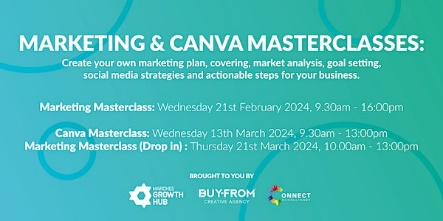 MARKETING & CANVA MASTERCLASSES:
Create your own marketing plan, covering, market analysis, goal setting,
social media strategies and actionable steps for your business.
Marketing Masterclass: Wednesday 21st February 2024, 9.30am - 16:00pm
Canva Masterclass: Wednesday 13th March 2024, 9.30am - 13:00pm
Marketing Masterclass (Drop in) : Thursday 21st March 2024, 10.00am - 13:00pm
BROUGHT TO YOU BY
MARCHES
GROWTH
HUB
BUY-FROM
CREATIVE AGENCY
CONNECT